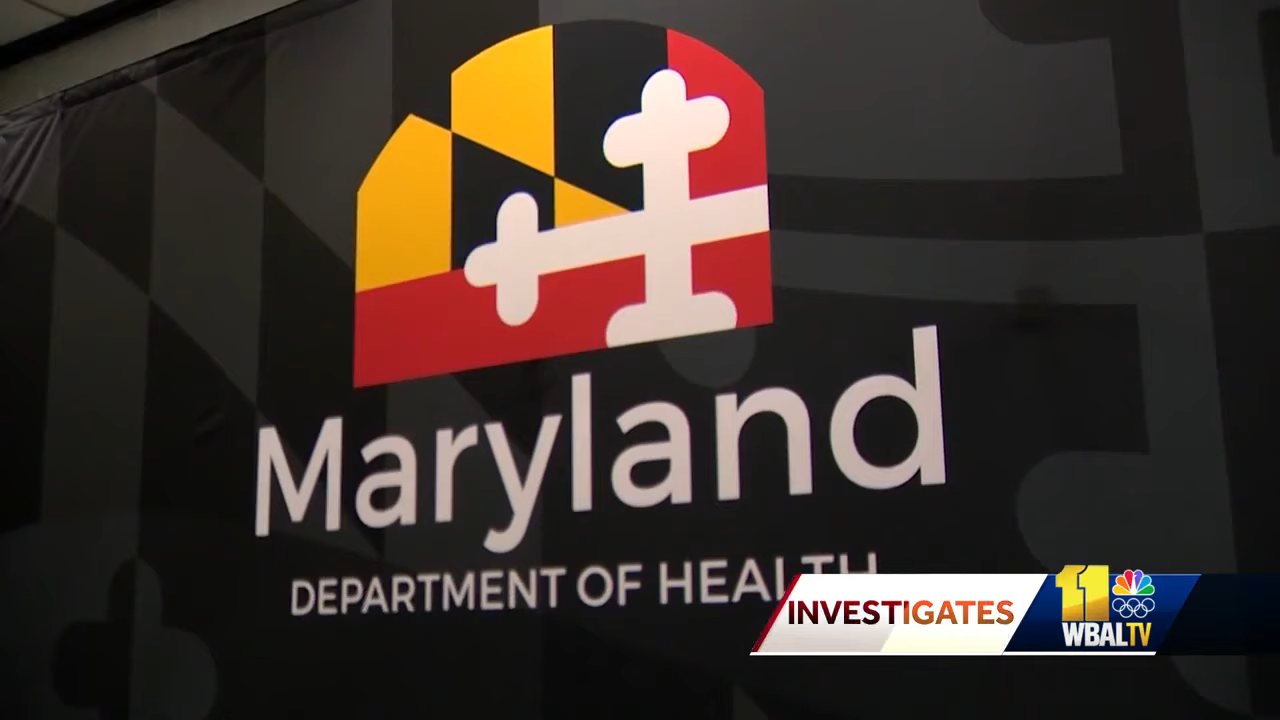 Maryland
DEPARTMENT OF HEALTH
INVESTIGATES
11
WBALTV